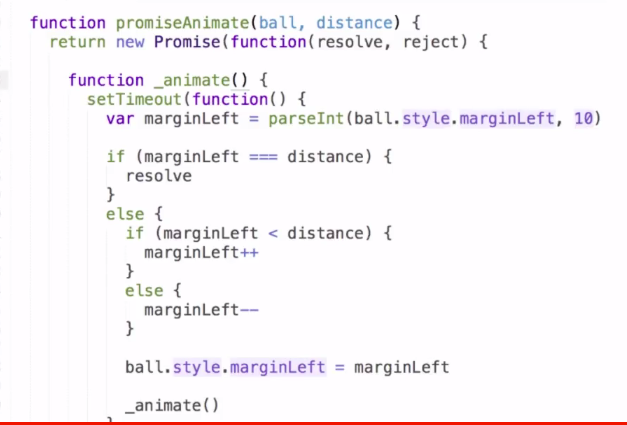 function promiseAnimate(ball, distance) {
return new Promise(function(resolve, reject) {
function _animate() {
setTimeout(function() {
var marginLeft = parseInt(ball.style.marginLeft, 10)
if (marginLeft === distance) {
resolve
}
else {
if (marginLeft < distance) {
marginLeft++
}
else {
marginLeft--
}
ball.style.marginLeft = marginLeft
_animate()